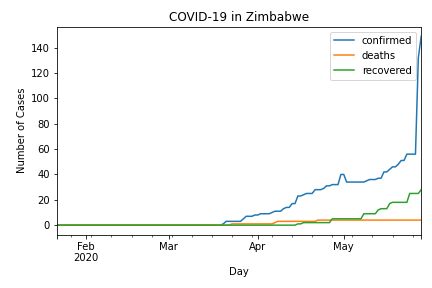 COVID-19 in Zimbabwe
confirmed
deaths
recovered
Number of Cases
140
120
100
80
60
40
20
0
Feb
2020
Mar
Apr
May
Day